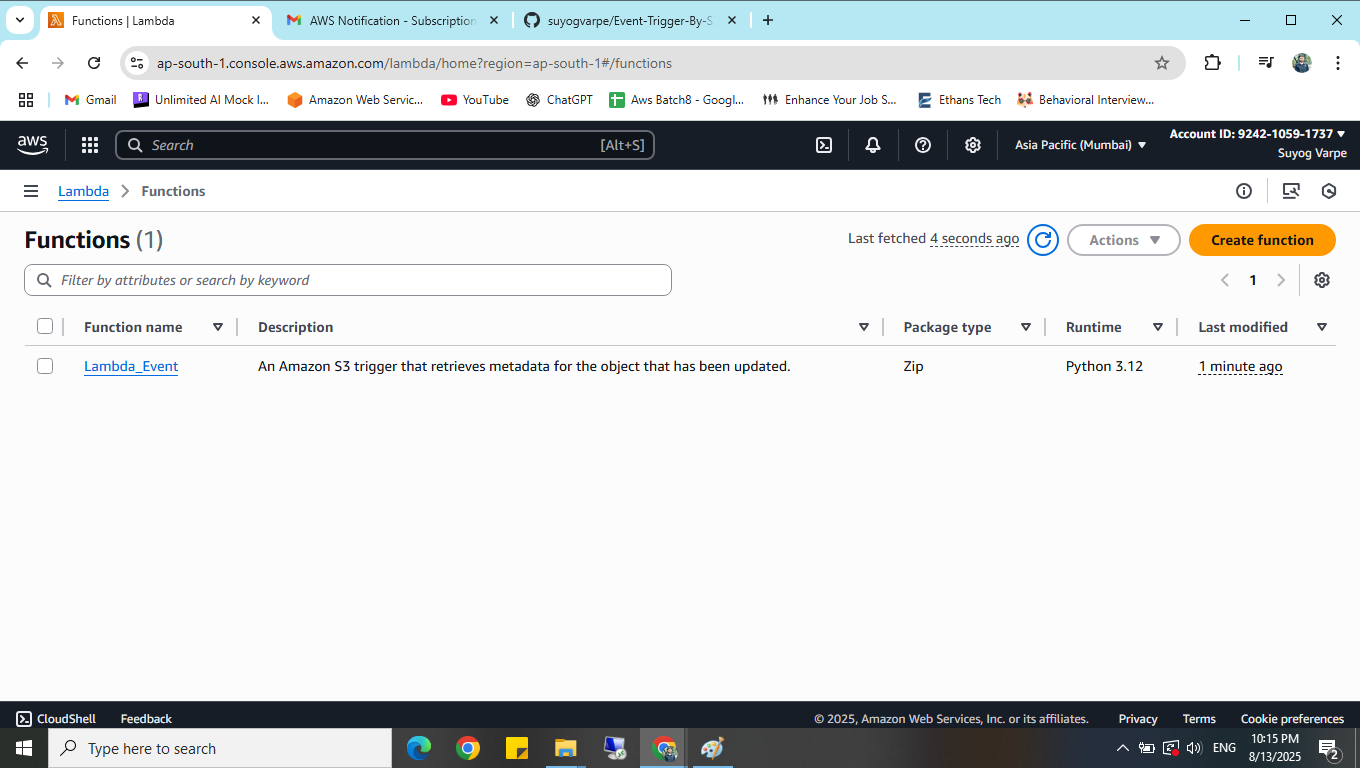 Functions | Lambda
AWS Notification - Subscription
suyogvarpe/Event-Trigger-By-S
ap-south-1.console.aws.amazon.com/lambda/home?region=ap-south-1#/functions
Gmail
Unlimited AI Mock I...
Amazon Web Servic...
YouTube
ChatGPT
Aws Batch8 - Googl...
Enhance Your Job S...
Ethans Tech
Behavioral Interview...
aws
Search
[Alt+S]
Asia Pacific (Mumbai)
Account ID: 9242-1059-1737
Suyog Varpe
Lambda
Functions
Functions (1)
Last fetched 4 seconds ago
Actions
Create function
Filter by attributes or search by keyword
1
Function name
Description
Package type
Runtime
Last modified
Lambda_Event
An Amazon S3 trigger that retrieves metadata for the object that has been updated.
Zip
Python 3.12
1 minute ago
CloudShell
Feedback
© 2025, Amazon Web Services, Inc. or its affiliates.
Privacy
Terms
Cookie preferences
Type here to search
ENG
10:15 PM
8/13/2025
2